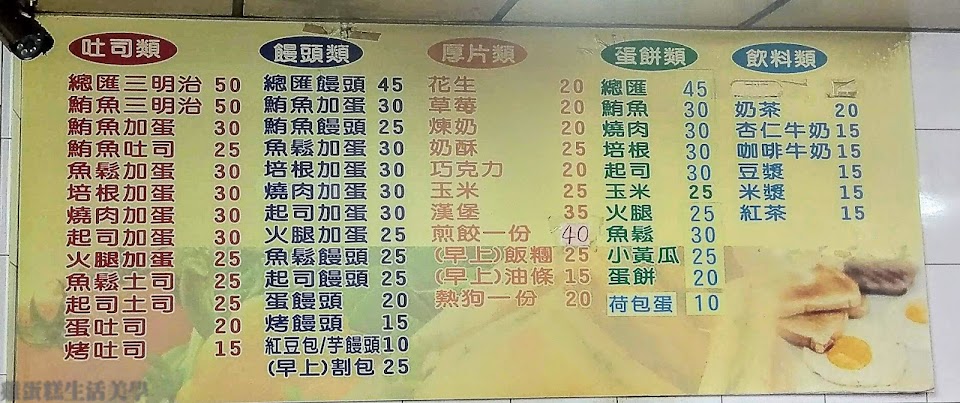 吐司類
總匯三明治 50
鮪魚三明治 50
鮪魚加蛋 30
鮪魚吐司 25
魚鬆加蛋 30
培根加蛋 30
燒肉加蛋 30
起司加蛋 30
火腿加蛋 25
魚鬆土司 25
起司土司 25
蛋吐司 20
烤吐司 15
饅頭類
總匯饅頭 45
鮪魚加蛋 30
鮪魚饅頭 25
魚鬆加蛋 30
培根加蛋 30
燒肉加蛋 30
起司加蛋 30
火腿加蛋 25
魚鬆饅頭 25
起司饅頭 25
蛋饅頭 20
烤饅頭 15
紅豆包/芋饅頭 10
(早上)割包 25
厚片類
花生 20
草莓 20
煉奶 20
奶酥 25
巧克力 20
玉米 25
漢堡 35
煎餃一份 40
(早上)飯糰 25
(早上)油條 15
熱狗一份 20
蛋餅類
總匯 45
鮪魚 30
燒肉 30
培根 30
起司 30
玉米 25
火腿 25
魚鬆 30
小黃瓜 25
蛋餅 20
荷包蛋 10
飲料類
奶茶 20
杏仁牛奶 15
咖啡牛奶 15
豆漿 15
米漿 15
紅茶 15
雞蛋糕生活美學